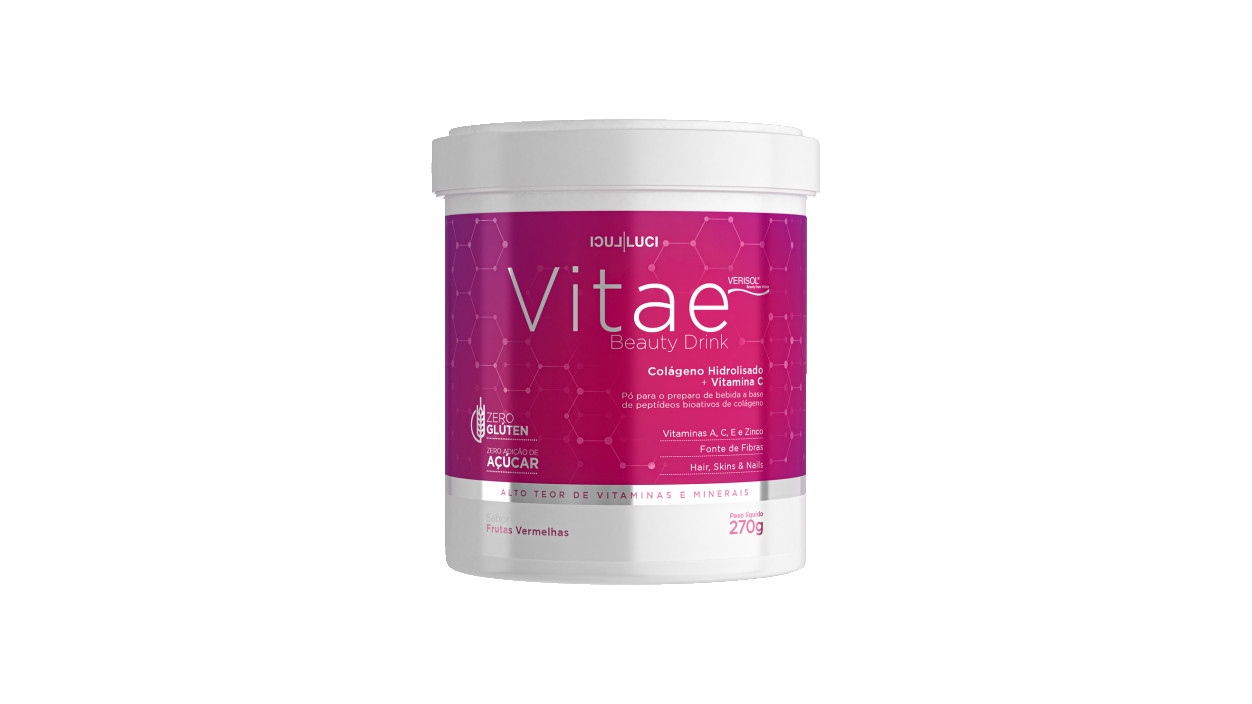 LUCI|LUCI
Vitae
VERISOL®
Beauty Drink
Colágeno Hidrolisado
+ Vitamina C
Pó para o preparo de bebida a base
de peptídeos bioativos de colágeno
Vitaminas A, C, E e Zinco
Fonte de Fibras
Hair, Skins & Nails
ZERO
GLÚTEN
ZERO ADIÇÃO DE
AÇÚCAR
ALTO TEOR DE VITAMINAS E MINERAIS
Sabor
Frutas Vermelhas
Peso líquido
270g